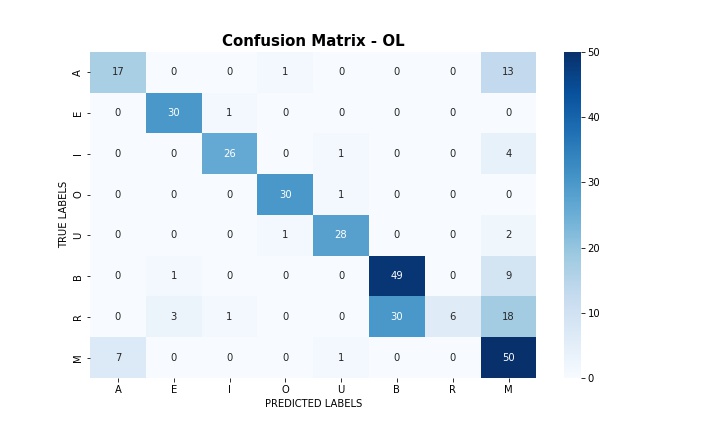 Confusion Matrix - OL
TRUE LABELS
A 17 0 0 1 0 0 0 13
E 0 30 1 0 0 0 0 0
I 0 0 26 0 1 0 0 4
O 0 0 0 30 1 0 0 0
U 0 0 0 1 28 0 0 2
B 0 1 0 0 0 49 0 9
R 0 3 1 0 0 30 6 18
M 7 0 0 0 1 0 0 50
A E I O U B R M
PREDICTED LABELS
50
40
30
20
10
0